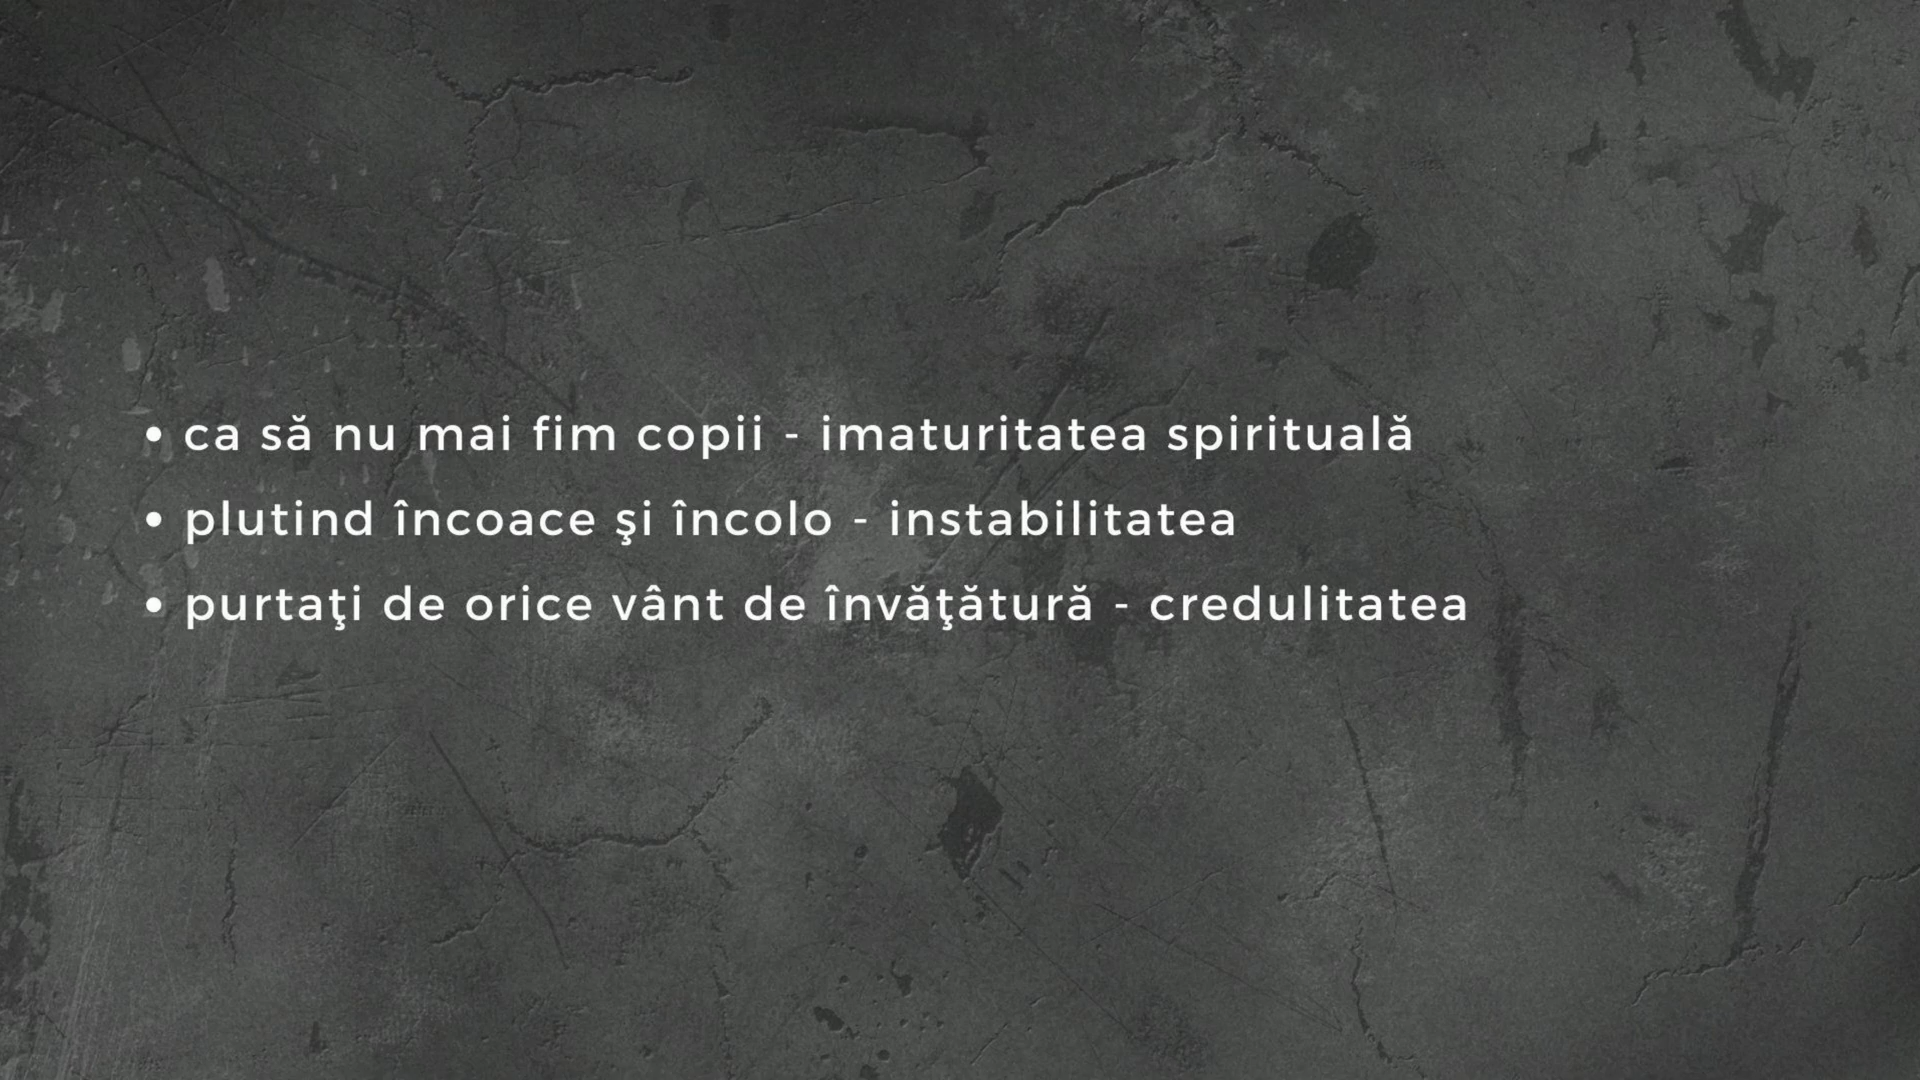 • ca să nu mai fim copii - imaturitatea spirituală
• plutind încoace şi încolo - instabilitatea
• purtaţi de orice vânt de învăţătură - credulitatea